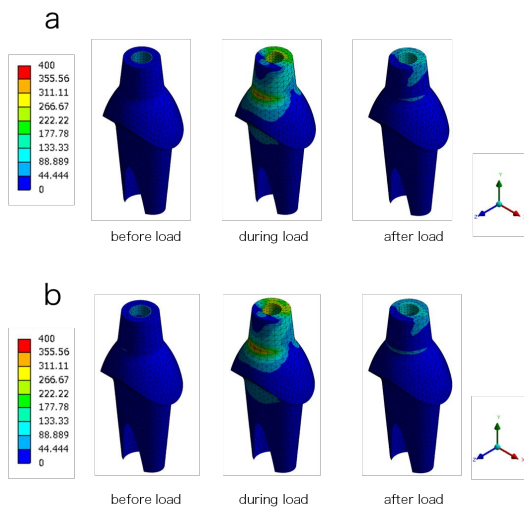 a
400
355.56
311.11
266.67
222.22
177.78
133.33
88.889
44.444
0
Y
Z
before load
during load
after load
b
400
355.56
311.11
266.67
222.22
177.78
133.33
88.889
44.444
0
Y
Z
X
before load
during load
after load